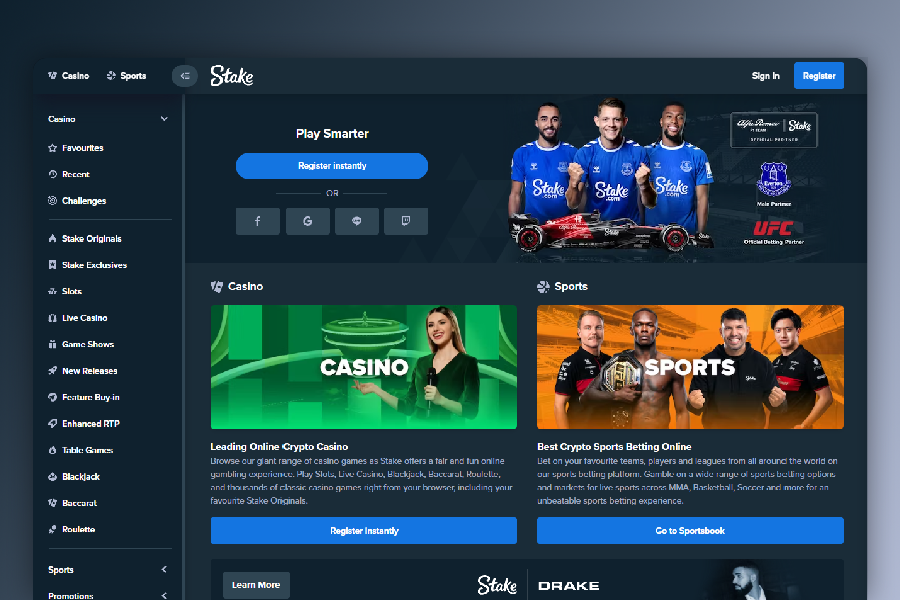 Casino
Sports
Stake
Sign In
Register
Casino
Favourites
Recent
Challenges
Stake Originals
Stake Exclusives
Slots
Live Casino
Game Shows
New Releases
Feature Buy-in
Enhanced RTP
Table Games
Blackjack
Baccarat
Roulette
Sports
Promotions
Play Smarter
Register instantly
OR
Stake
.com
Stake
.com
Stake
.com
Alfa Romeo
F1 TEAM
Stake
OFFICIAL PARTNER
Everton
Main Partner
UFC
Official Betting Partner
Casino
CASINO
Leading Online Crypto Casino
Browse our giant range of casino games as Stake offers a fair and fun online
gambling experience. Play Slots, Live Casino, Blackjack, Baccarat, Roulette,
and thousands of classic casino games right from your browser, including your
favourite Stake Originals.
Register Instantly
Sports
SPORTS
Best Crypto Sports Betting Online
Bet on your favourite teams, players and leagues from all around the world on
our sports betting platform. Gamble on a wide range of sports betting options
and markets for live sports across MMA, Basketball, Soccer and more for an
unbeatable sports betting experience.
Go to Sportsbook
Learn More
Stake
DRAKE